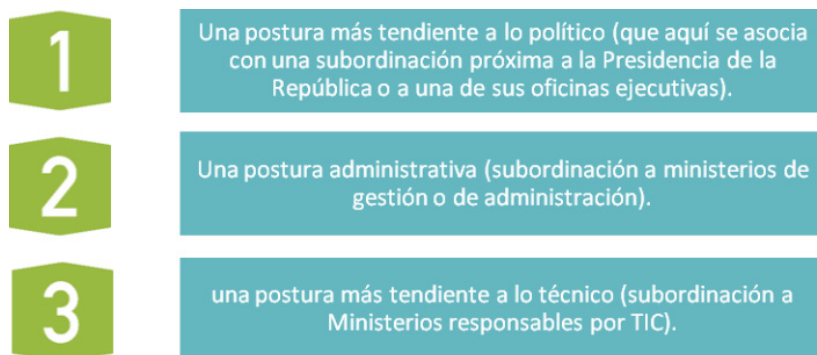 1
Una postura más tendiente a lo político (que aquí se asocia
con una subordinación próxima a la Presidencia de la
República o a una de sus oficinas ejecutivas).
2
Una postura administrativa (subordinación a ministerios de
gestión o de administración).
3
una postura más tendiente a lo técnico (subordinación a
Ministerios responsables por TIC).